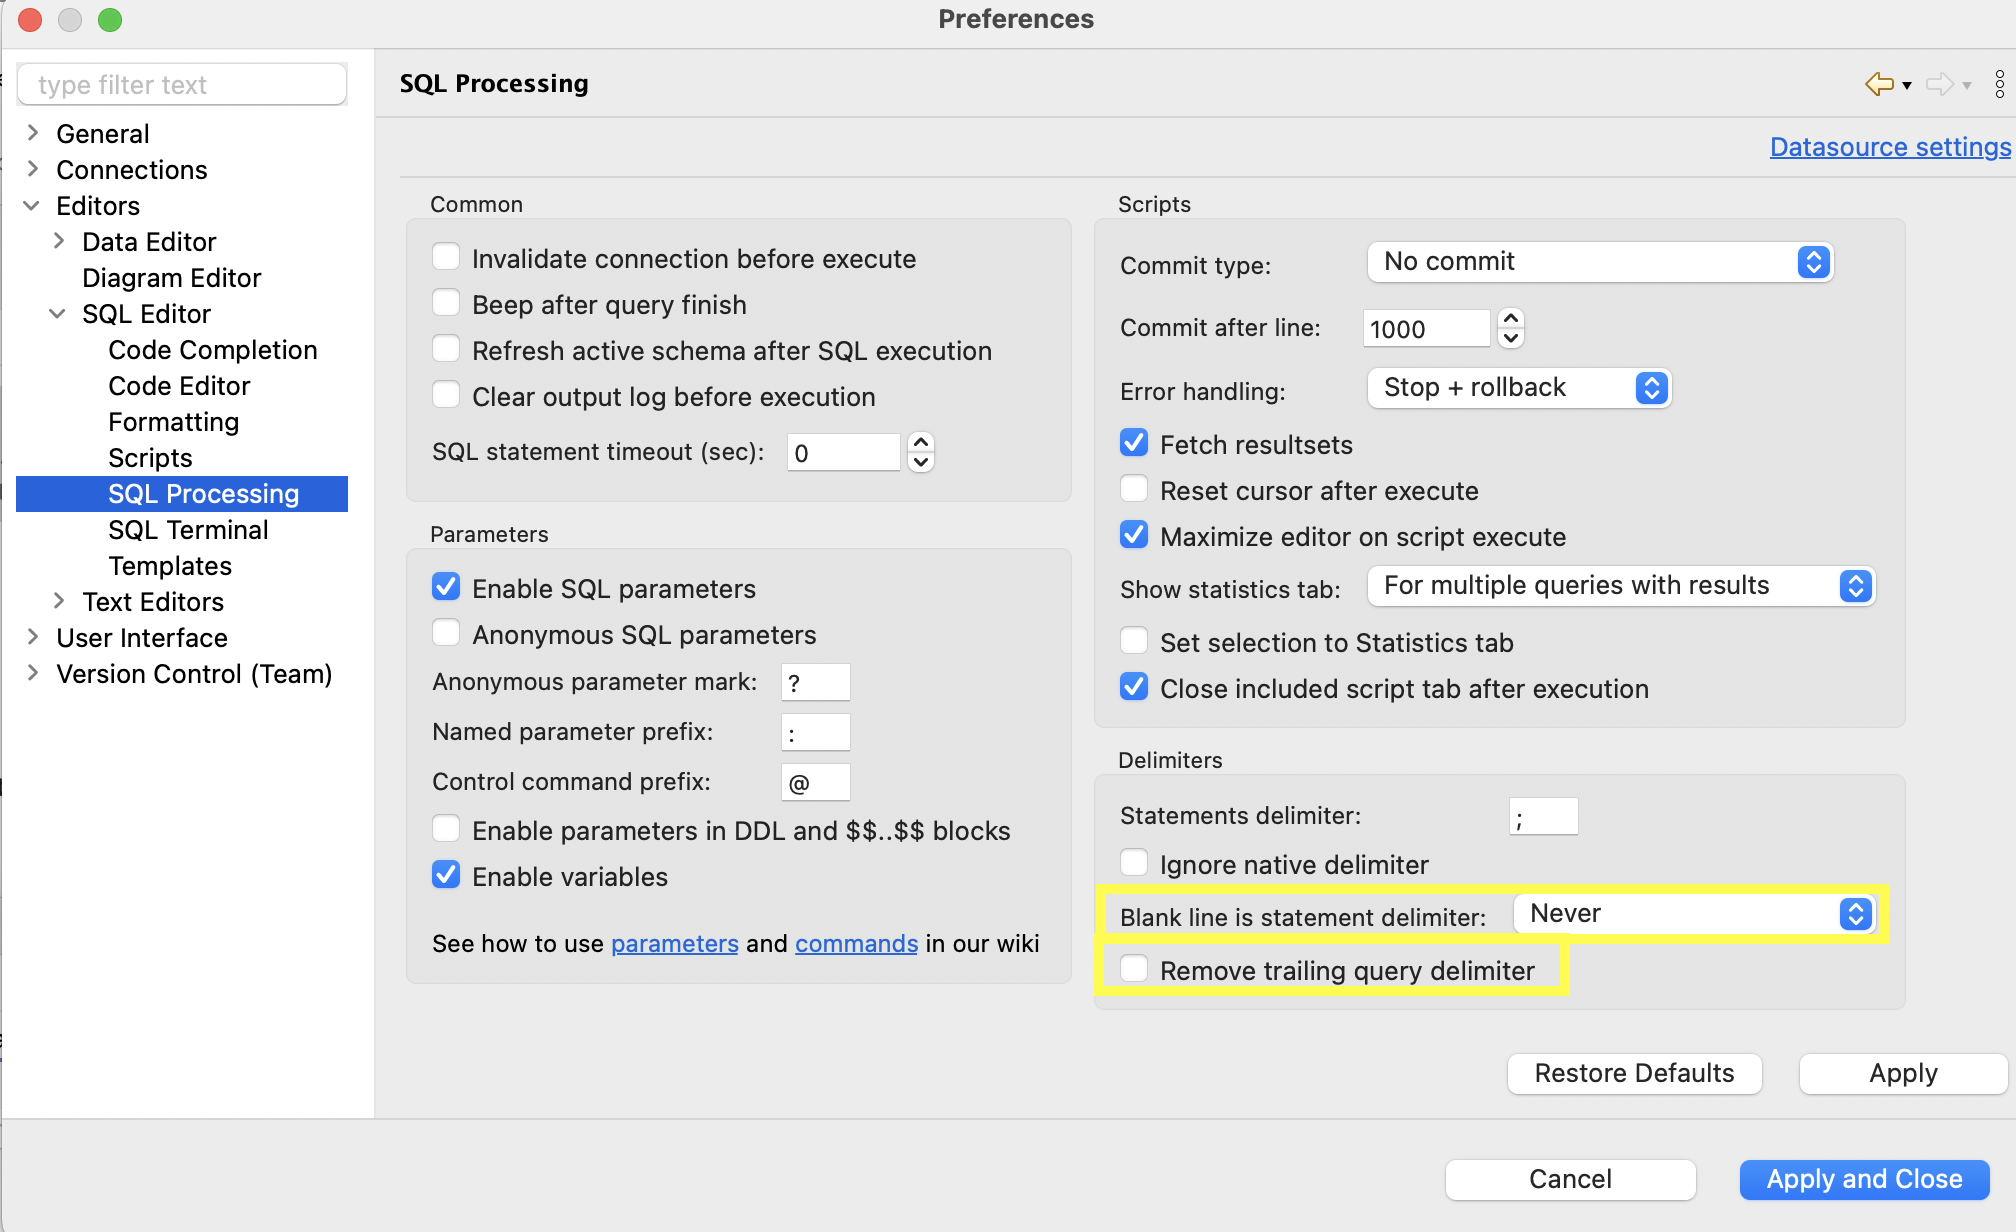 Preferences
type filter text
General
Connections
Editors
Data Editor
Diagram Editor
SQL Editor
Code Completion
Code Editor
Formatting
Scripts
SQL Processing
SQL Terminal
Templates
Text Editors
User Interface
Version Control (Team)
SQL Processing
Datasource settings
Common
Invalidate connection before execute
Beep after query finish
Refresh active schema after SQL execution
Clear output log before execution
SQL statement timeout (sec): 0
Parameters
Enable SQL parameters
Anonymous SQL parameters
Anonymous parameter mark: ?
Named parameter prefix: :
Control command prefix: @
Enable parameters in DDL and $$..$$ blocks
Enable variables
See how to use parameters and commands in our wiki
Scripts
Commit type: No commit
Commit after line: 1000
Error handling: Stop + rollback
Fetch resultsets
Reset cursor after execute
Maximize editor on script execute
Show statistics tab: For multiple queries with results
Set selection to Statistics tab
Close included script tab after execution
Delimiters
Statements delimiter: ;
Ignore native delimiter
Blank line is statement delimiter: Never
Remove trailing query delimiter
Restore Defaults
Apply
Cancel
Apply and Close